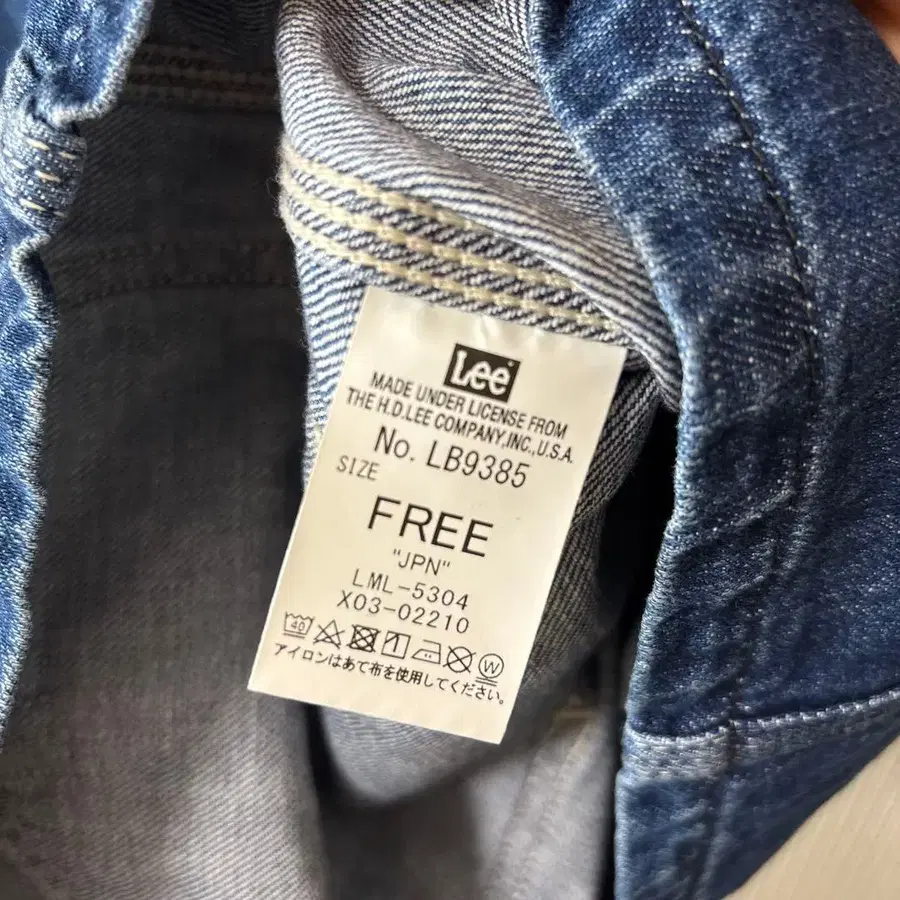 Lee
MADE UNDER LICENSE FROM
THE H.D.LEE COMPANY,INC.,U.S.A.
No. LB9385
SIZE
FREE
"JPN"
LML-5304
X03-02210
40 W
アイロンはあて布を使用してください。